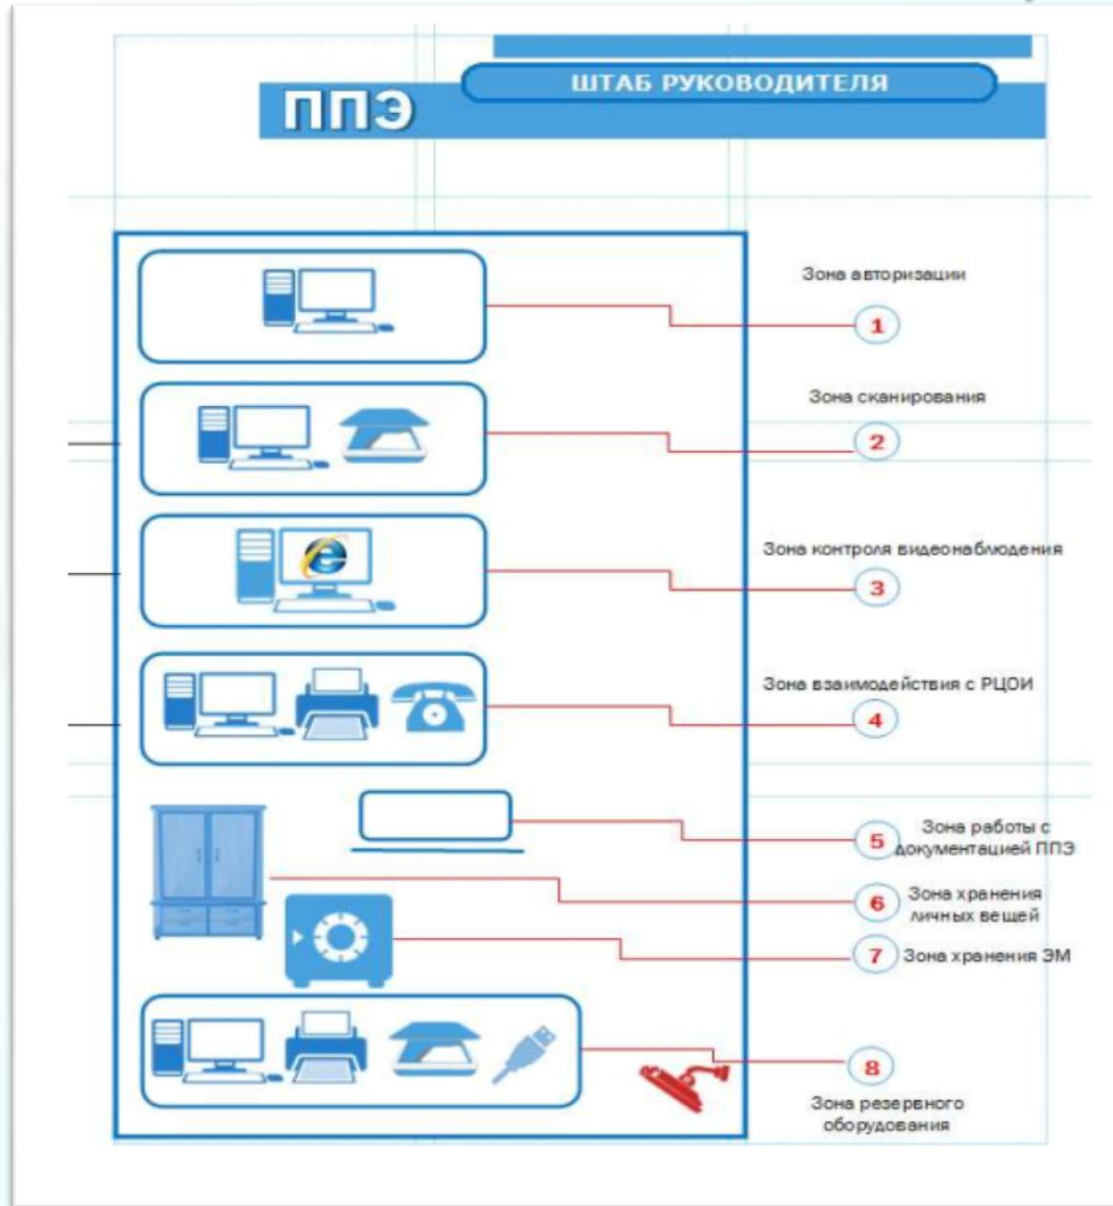 ШТАБ РУКОВОДИТЕЛЯ
ППЭ
Зона авторизации
1
Зона сканирования
2
Зона контроля видеонаблюдения
3
Зона взаимодействия с РЦОИ
4
5
Зона работы с
документацией ППЭ
6
Зона хранения
личных вещей
7
Зона хранения ЭМ
8
Зона резервного
оборудования